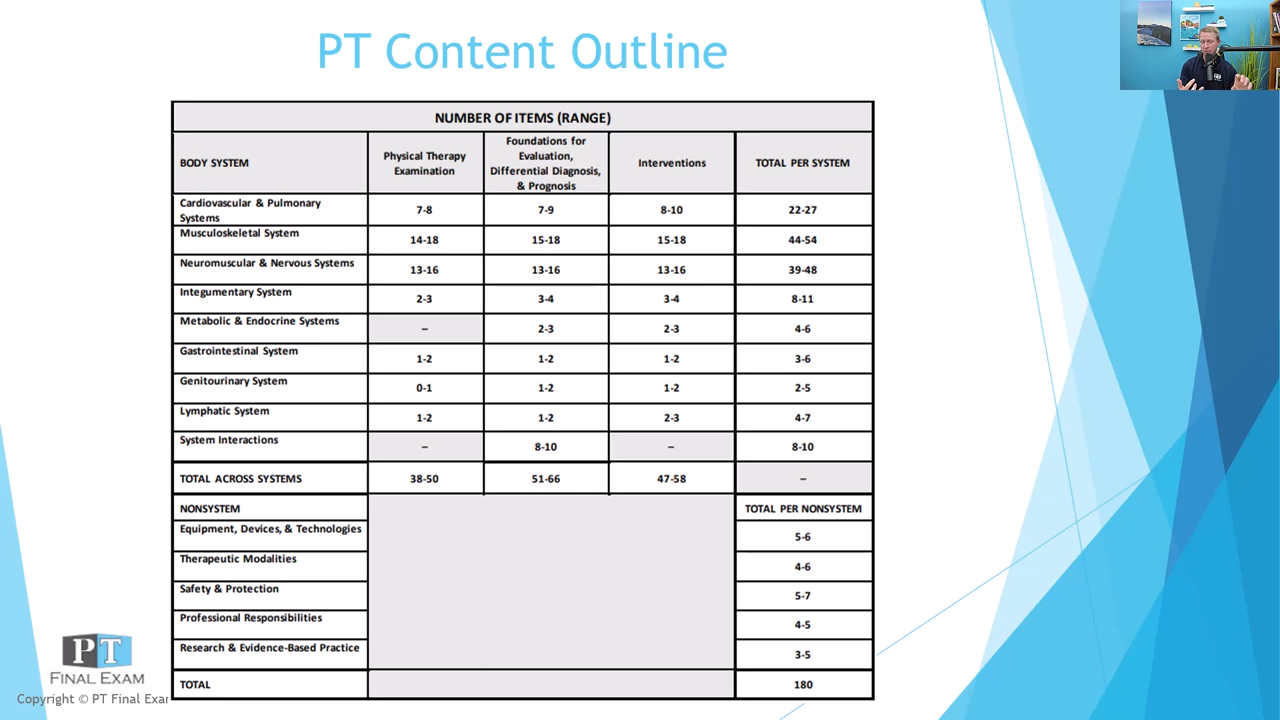 PT Content Outline
NUMBER OF ITEMS (RANGE)
BODY SYSTEM
Physical Therapy
Examination
Foundations for
Evaluation,
Differential Diagnosis,
& Prognosis
Interventions
TOTAL PER SYSTEM
Cardiovascular & Pulmonary
Systems
7-8
7-9
8-10
22-27
Musculoskeletal System
14-18
15-18
15-18
44-54
Neuromuscular & Nervous Systems
13-16
13-16
13-16
39-48
Integumentary System
2-3
3-4
3-4
8-11
Metabolic & Endocrine Systems
–
2-3
2-3
4-6
Gastrointestinal System
1-2
1-2
1-2
3-6
Genitourinary System
0-1
1-2
1-2
2-5
Lymphatic System
1-2
1-2
2-3
4-7
System Interactions
–
8-10
–
8-10
TOTAL ACROSS SYSTEMS
38-50
51-66
47-58
–
NONSYSTEM
TOTAL PER NONSYSTEM
Equipment, Devices, & Technologies
5-6
Therapeutic Modalities
4-6
Safety & Protection
5-7
Professional Responsibilities
4-5
Research & Evidence-Based Practice
3-5
TOTAL
180
PT
FINAL EXAM
Copyright © PT Final Exar